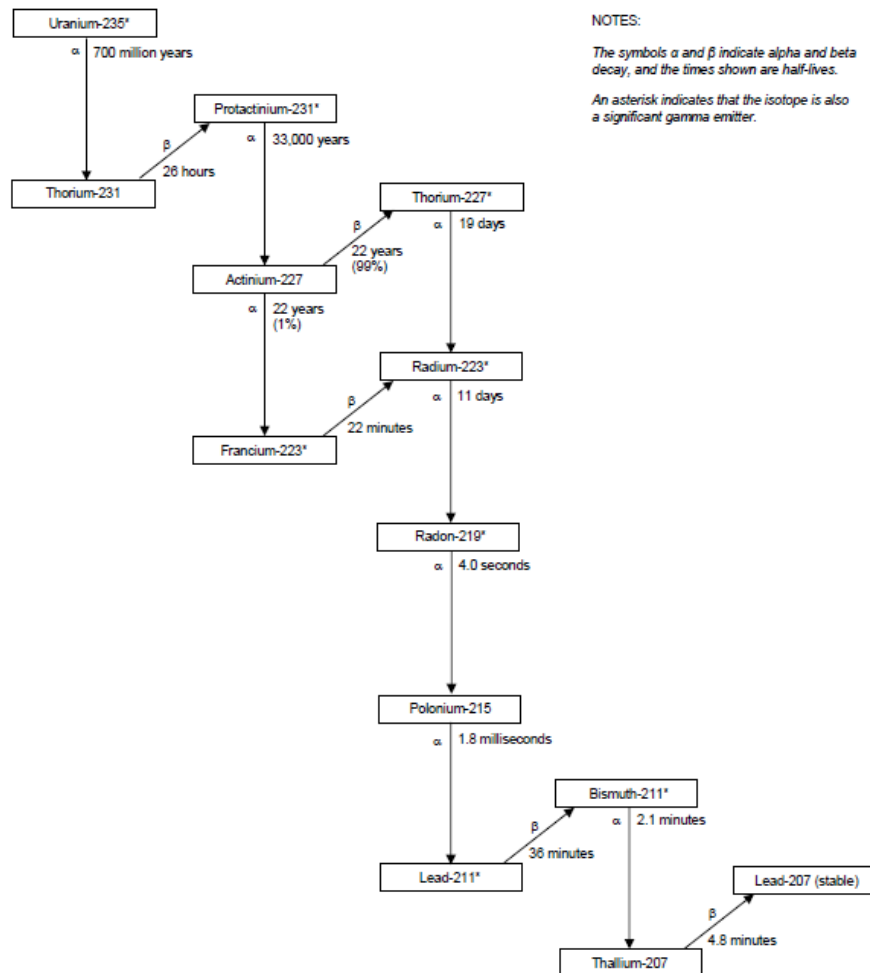 Uranium-235*
NOTES:
α 700 million years
The symbols α and β indicate alpha and beta
decay, and the times shown are half-lives.
An asterisk indicates that the isotope is also
a significant gamma emitter.
Protactinium-231*
β
26 hours
α 33,000 years
Thorium-231
Thorium-227*
β
22 years
(99%)
α 19 days
Actinium-227
α 22 years
(1%)
Radium-223*
β
22 minutes
α 11 days
Francium-223*
Radon-219*
α 4.0 seconds
Polonium-215
α 1.8 milliseconds
Bismuth-211*
β
36 minutes
α 2.1 minutes
Lead-211*
Lead-207 (stable)
β
4.8 minutes
Thallium-207